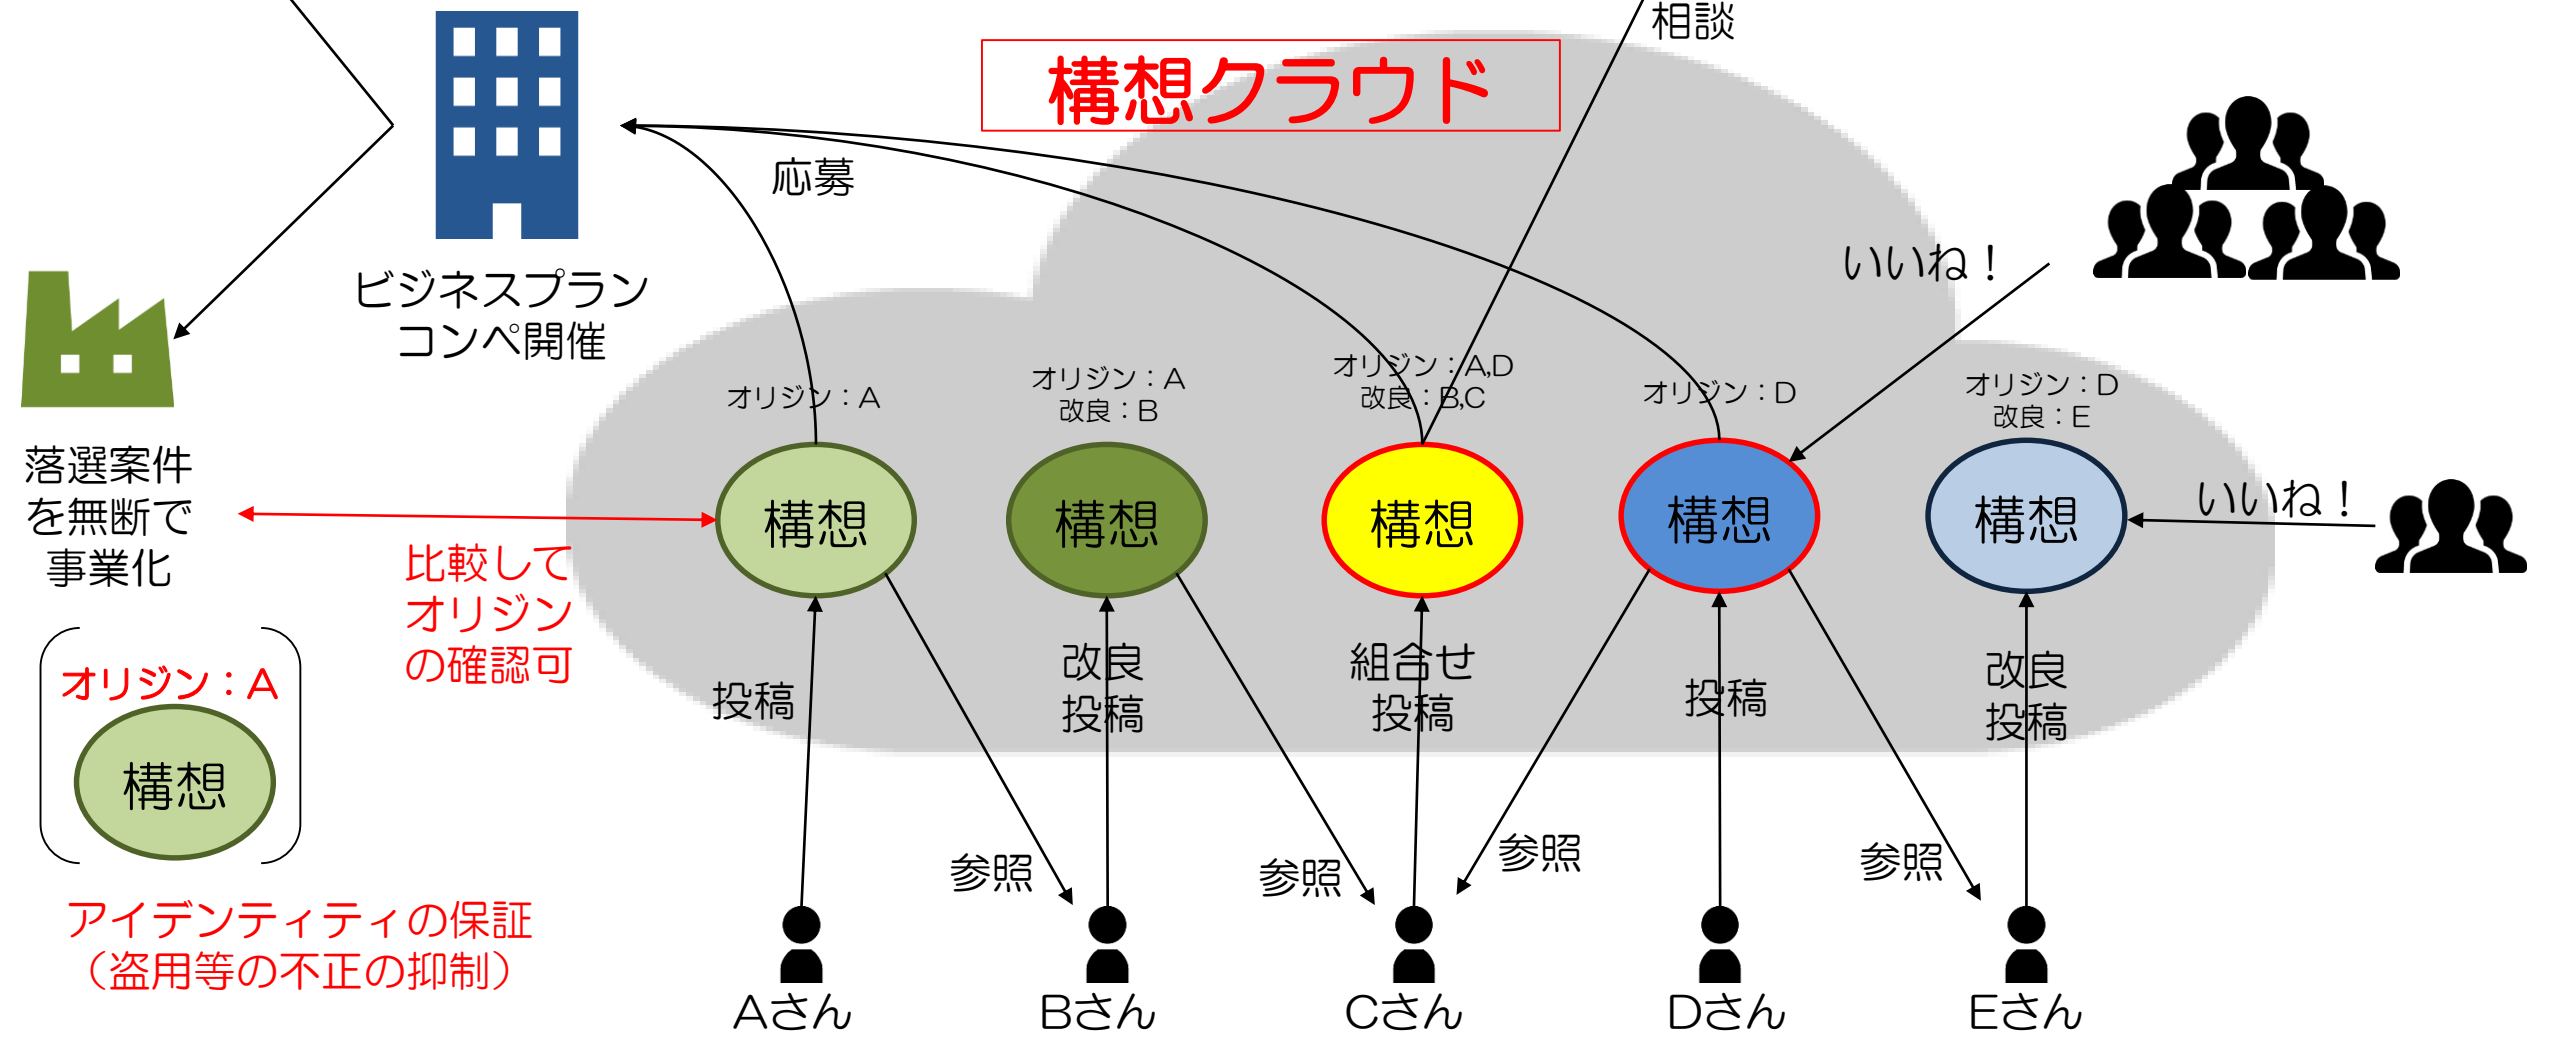 相談
構想クラウド
応募
いいね！
ビジネスプラン
コンペ開催
オリジン：A
オリジン：A
改良：B
オリジン：A,D
改良：B,C
オリジン：D
オリジン：D
改良：E
落選案件
を無断で
事業化
構想
構想
構想
構想
構想
いいね！
比較して
オリジン
の確認可
オリジン：A
構想
投稿
改良
投稿
組合せ
投稿
投稿
改良
投稿
参照
参照
参照
参照
アイデンティティの保証
（盗用等の不正の抑制）
Aさん
Bさん
Cさん
Dさん
Eさん